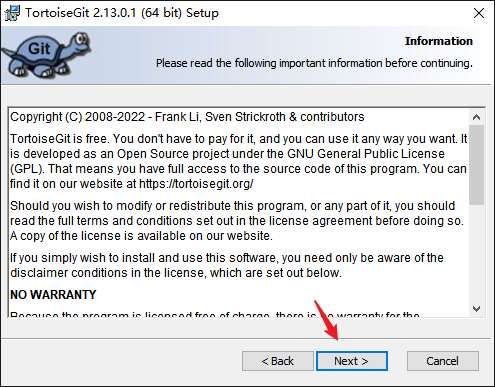 TortoiseGit 2.13.0.1 (64 bit) Setup
Git
Information
Please read the following important information before continuing.
Copyright (C) 2008-2022 - Frank Li, Sven Strickroth & contributors
TortoiseGit is free. You don't have to pay for it, and you can use it any way you want. It
is developed as an Open Source project under the GNU General Public License
(GPL). That means you have full access to the source code of this program. You can
find it on our website at https://tortoisegit.org/
Should you wish to modify or redistribute this program, or any part of it, you should
read the full terms and conditions set out in the license agreement before doing so.
A copy of the license is available on our website.
If you simply wish to install and use this software, you need only be aware of the
disclaimer conditions in the license, which are set out below.
NO WARRANTY
Because the program is licensed free of charge, there is no warranty for the
< Back
Next >
Cancel